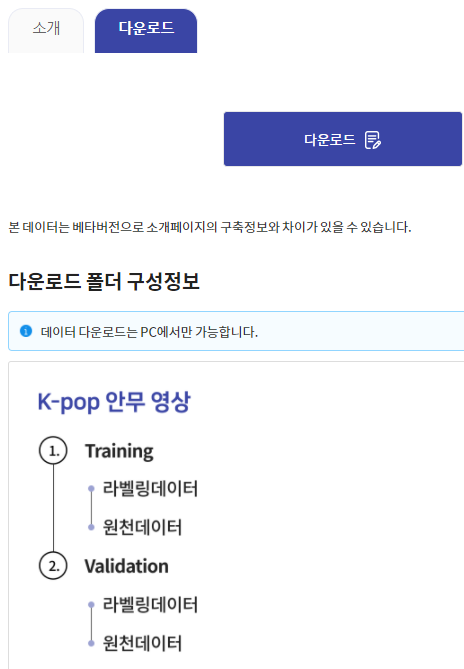 소개
다운로드
다운로드
본 데이터는 베타버전으로 소개페이지의 구축정보와 차이가 있을 수 있습니다.
다운로드 폴더 구성정보
데이터 다운로드는 PC에서만 가능합니다.
K-pop 안무 영상
1. Training
라벨링데이터
원천데이터
2. Validation
라벨링데이터
원천데이터